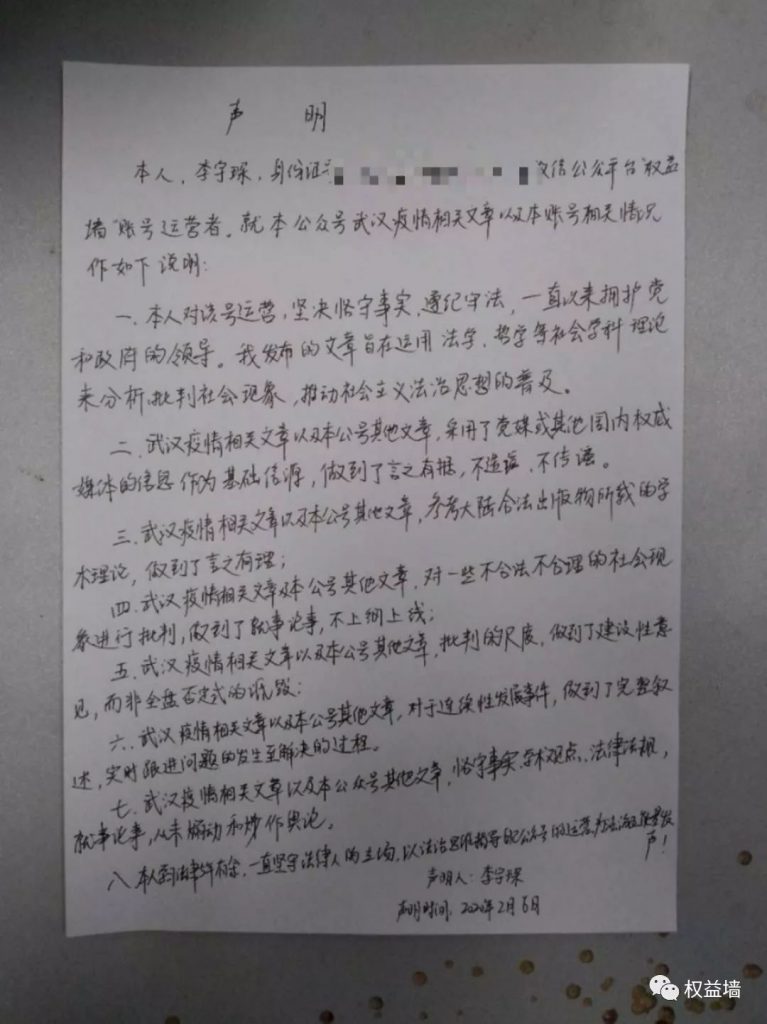 声 明
本人，李宇琛，身份证号 微信公众平台“权益
墙”账号运营者。就本公众号武汉疫情相关文章以及本账号相关情况
作如下说明：
一、本人对该号运营，坚决恪守事实、遵纪守法，一直以来拥护党
和政府的领导。我发布的文章旨在运用法学、哲学等社会学科理论
来分析、批判社会现象，推动社会主义法治思想的普及。
二、武汉疫情相关文章以及本公号其他文章，采用了党媒或其他国内权威
媒体的信息作为基础信源，做到了言之有据，不造谣、不传谣。
三、武汉疫情相关文章以及本公号其他文章，参考大陆合法出版物所载的学
术理论，做到了言之有理；
四、武汉疫情相关文章及本公号其他文章，对一些不合法不合理的社会现
象进行批判，做到了就事论事，不上纲上线；
五、武汉疫情相关文章以及本公号其他文章，批判的尺度，做到了建设性意
见，而非全盘否定式的诋毁；
六、武汉疫情相关文章以及本公号其他文章，对于连续性发展事件，做到了完整叙
述，实时跟进问题的发生至解决的过程。
七、武汉疫情相关文章以及本公众号其他文章，恪守事实、学术观点、法律法规，
就事论事，从未煽动和炒作舆论。
八、本人 法律 ，一直坚守法律人的立场，以法治思维指导 公众号的运营， 法治 发
声！
声明人：李宇琛
声明时间：2020年2月6日
权益墙